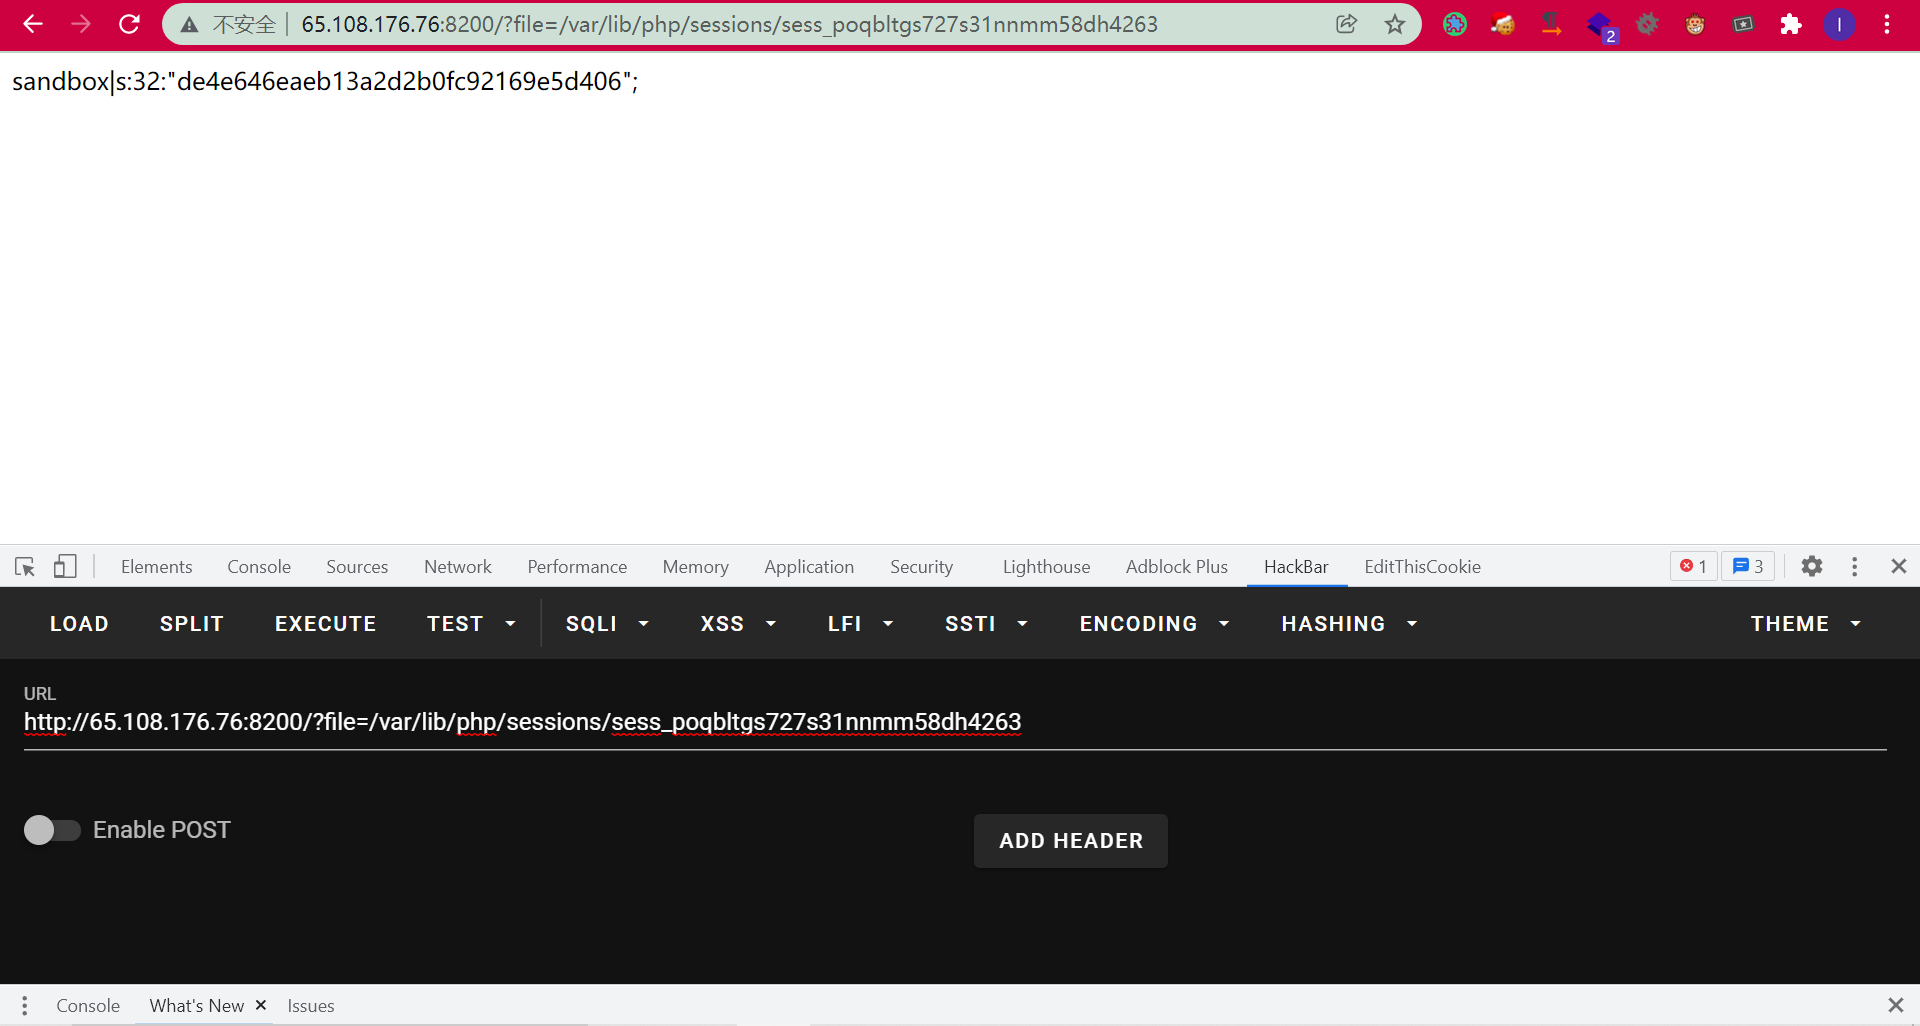 不安全 65.108.176.76:8200/?file=/var/lib/php/sessions/sess_poqbltgs727s31nnmm58dh4263
2
I
sandbox|s:32:"de4e646eaeb13a2d2b0fc92169e5d406";
Elements Console Sources Network Performance Memory Application Security Lighthouse Adblock Plus HackBar EditThisCookie 1 3
LOAD SPLIT EXECUTE TEST SQLI XSS LFI SSTI ENCODING HASHING THEME
URL
http://65.108.176.76:8200/?file=/var/lib/php/sessions/sess_poqbltgs727s31nnmm58dh4263
Enable POST
ADD HEADER
Console What's New Issues